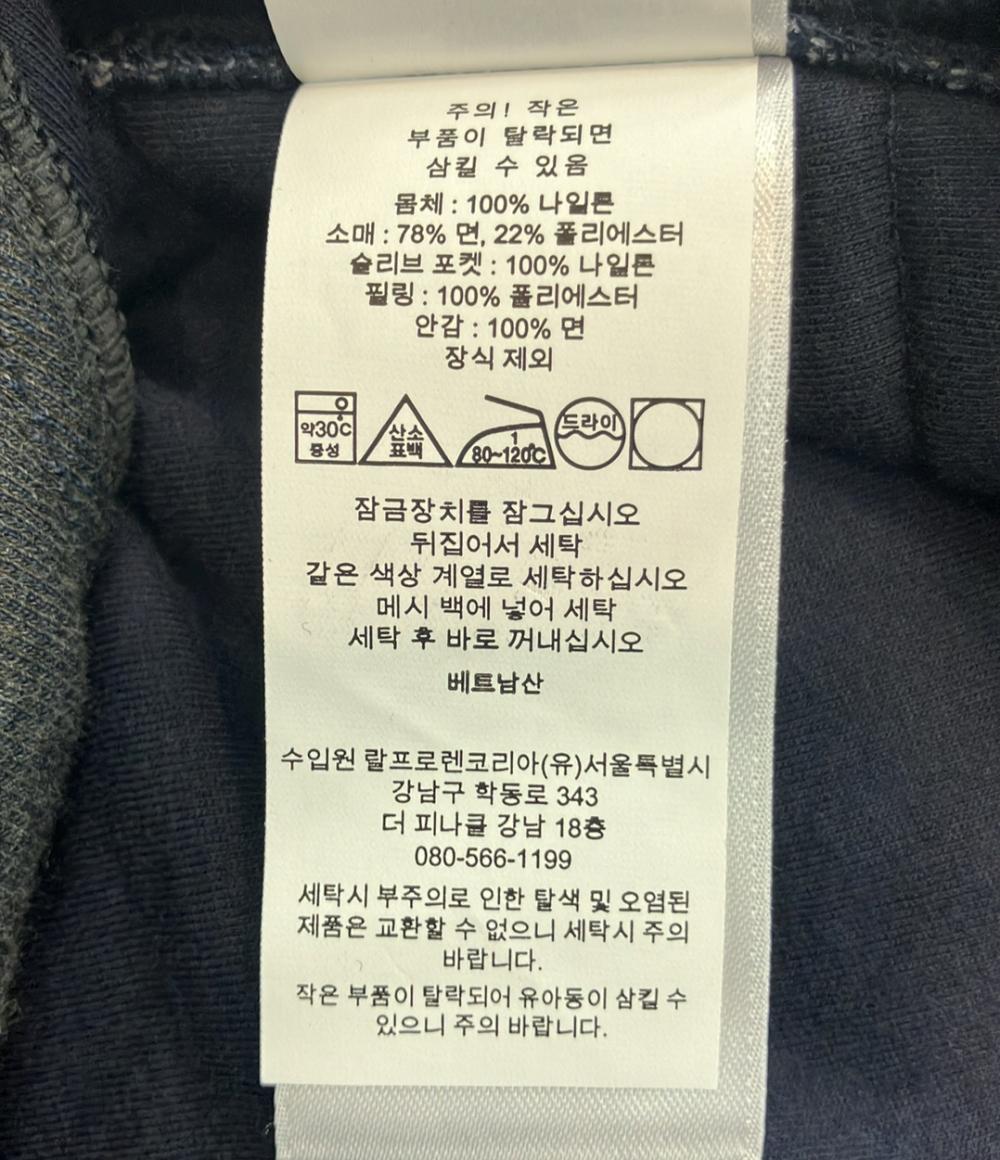 주의! 작은
부품이 탈락되면
삼킬 수 있음
몸체 : 100% 나일론
소매 : 78% 면, 22% 폴리에스터
슬리브 포켓 : 100% 나일론
필링 : 100% 폴리에스터
안감 : 100% 면
장식 제외
약30℃
중성
산소
표백
1
80~120℃
드라이
잠금장치를 잠그십시오
뒤집어서 세탁
같은 색상 계열로 세탁하십시오
메시 백에 넣어 세탁
세탁 후 바로 꺼내십시오
베트남산
수입원 랄프로렌코리아(유)서울특별시
강남구 학동로 343
더 피나클 강남 18층
080-566-1199
세탁시 부주의로 인한 탈색 및 오염된
제품은 교환할 수 없으니 세탁시 주의
바랍니다.
작은 부품이 탈락되어 유아동이 삼킬 수
있으니 주의 바랍니다.